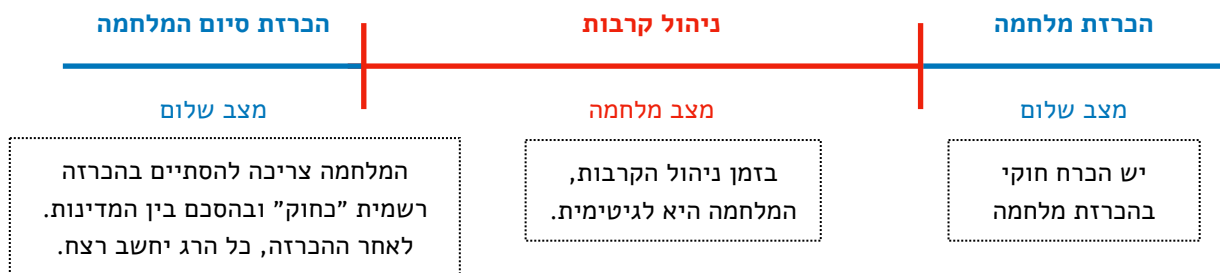 הכרזת מלחמה
ניהול קרבות
הכרזת סיום המלחמה
מצב שלום
מצב מלחמה
מצב שלום
יש הכרח חוקי
בהכרזת מלחמה
בזמן ניהול הקרבות,
המלחמה היא לגיטימית.
המלחמה צריכה להסתיים בהכרזה
רשמית "כחוק" ובהסכם בין המדינות.
לאחר ההכרזה, כל הרג יחשב רצח.